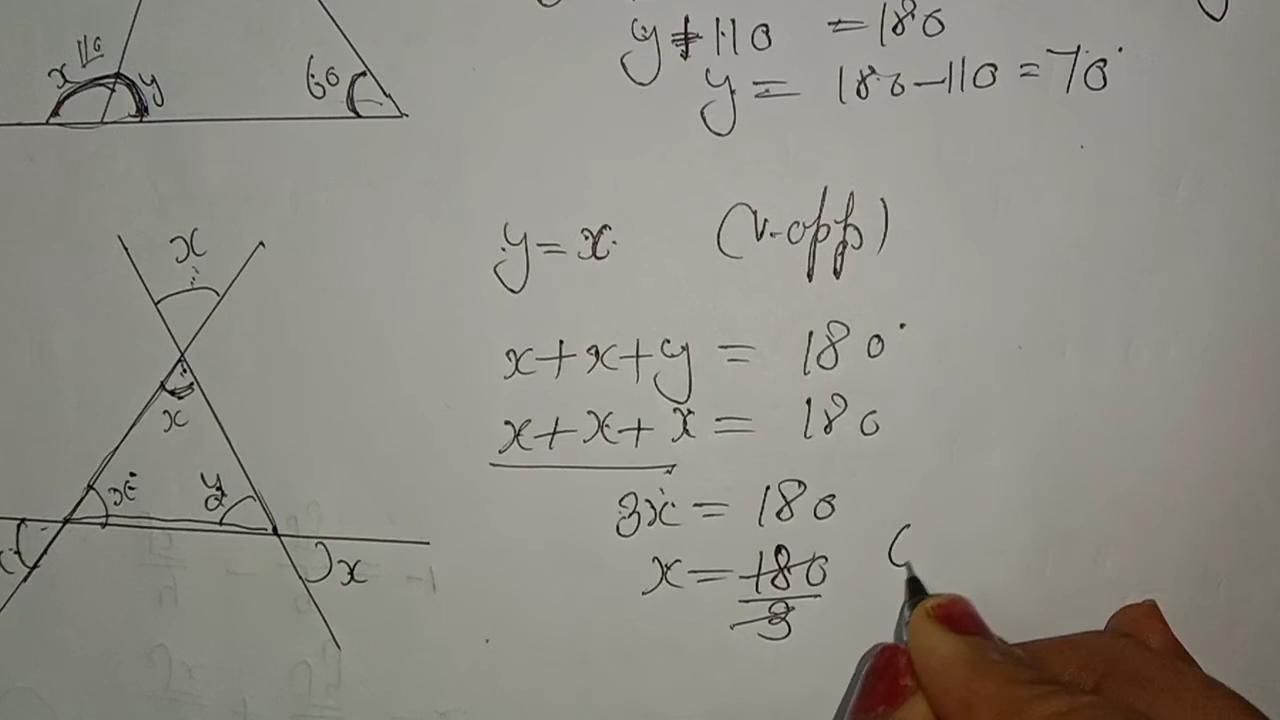 y+110 = 180
110
x
y
60
y = 180-110 = 70°
x
y = x (v.opp)
x+x+y = 180°
x
x+x+x = 180
x
y
3x = 180
x
x = 180/3